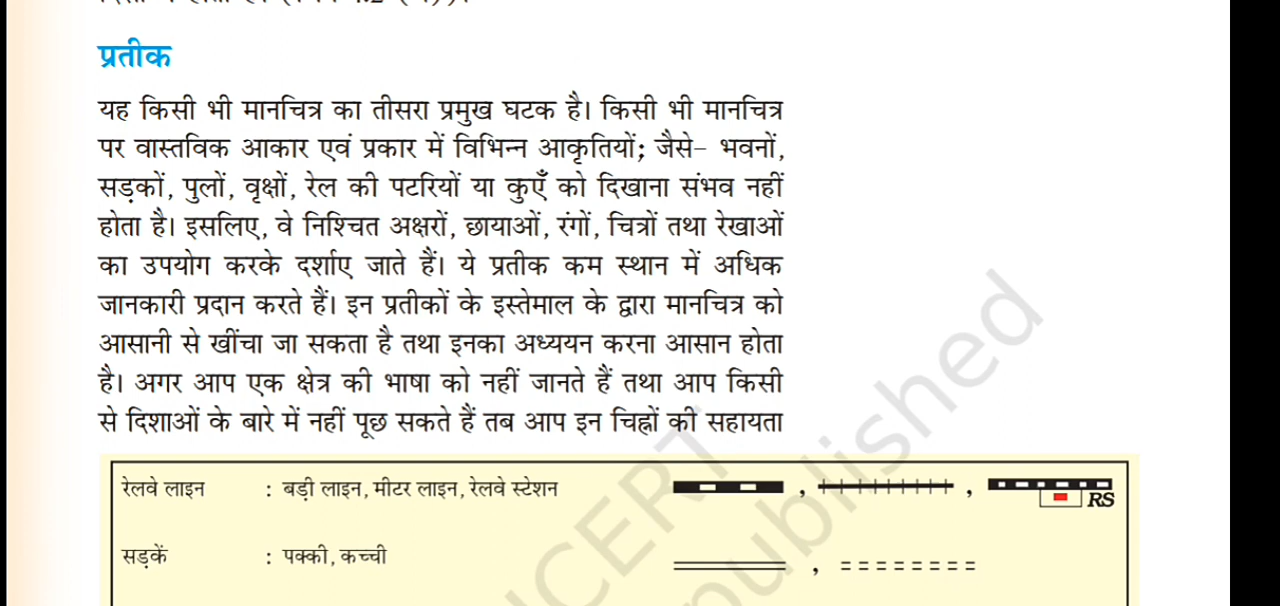 प्रतीक
यह किसी भी मानचित्र का तीसरा प्रमुख घटक है। किसी भी मानचित्र
पर वास्तविक आकार एवं प्रकार में विभिन्न आकृतियों; जैसे– भवनों,
सड़कों, पुलों, वृक्षों, रेल की पटरियों या कुएँ को दिखाना संभव नहीं
होता है। इसलिए, वे निश्चित अक्षरों, छायाओं, रंगों, चित्रों तथा रेखाओं
का उपयोग करके दर्शाए जाते हैं। ये प्रतीक कम स्थान में अधिक
जानकारी प्रदान करते हैं। इन प्रतीकों के इस्तेमाल के द्वारा मानचित्र को
आसानी से खींचा जा सकता है तथा इनका अध्ययन करना आसान होता
है। अगर आप एक क्षेत्र की भाषा को नहीं जानते हैं तथा आप किसी
से दिशाओं के बारे में नहीं पूछ सकते हैं तब आप इन चिह्नों की सहायता
रेलवे लाइन : बड़ी लाइन, मीटर लाइन, रेलवे स्टेशन , , RS
सड़कें : पक्की, कच्ची ,
NCERT
published